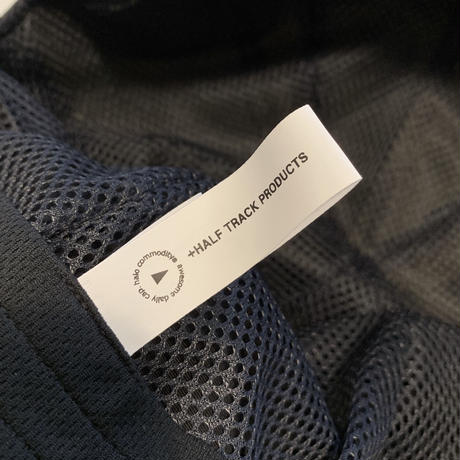 halo commodity® awesome daily cap
+HALF TRACK PRODUCTS